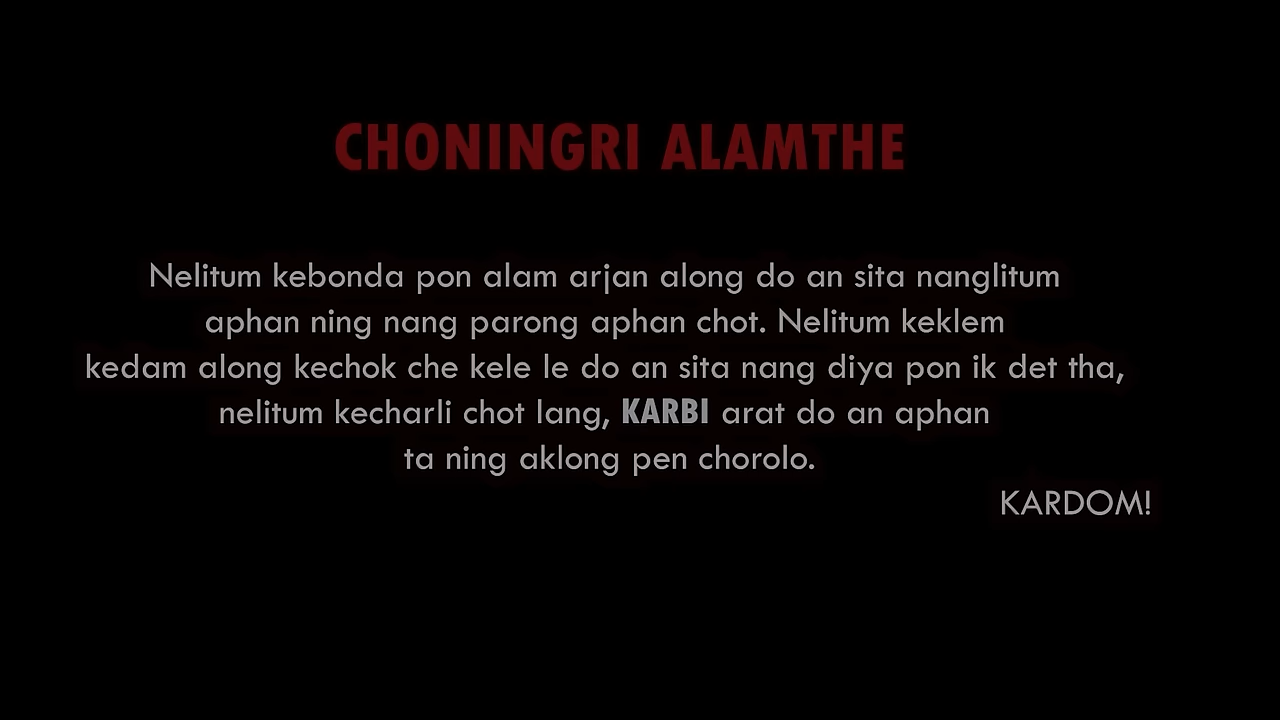 CHONINGRI ALAMTHE
Nelitum kebonda pon alam arjan along do an sita nanglitum
aphan ning nang parong aphan chot. Nelitum keklem
kedam along kechok che kele le do an sita nang diya pon ik det tha,
nelitum kecharli chot lang, KARBI arat do an aphan
ta ning aklong pen chorolo.
KARDOM!